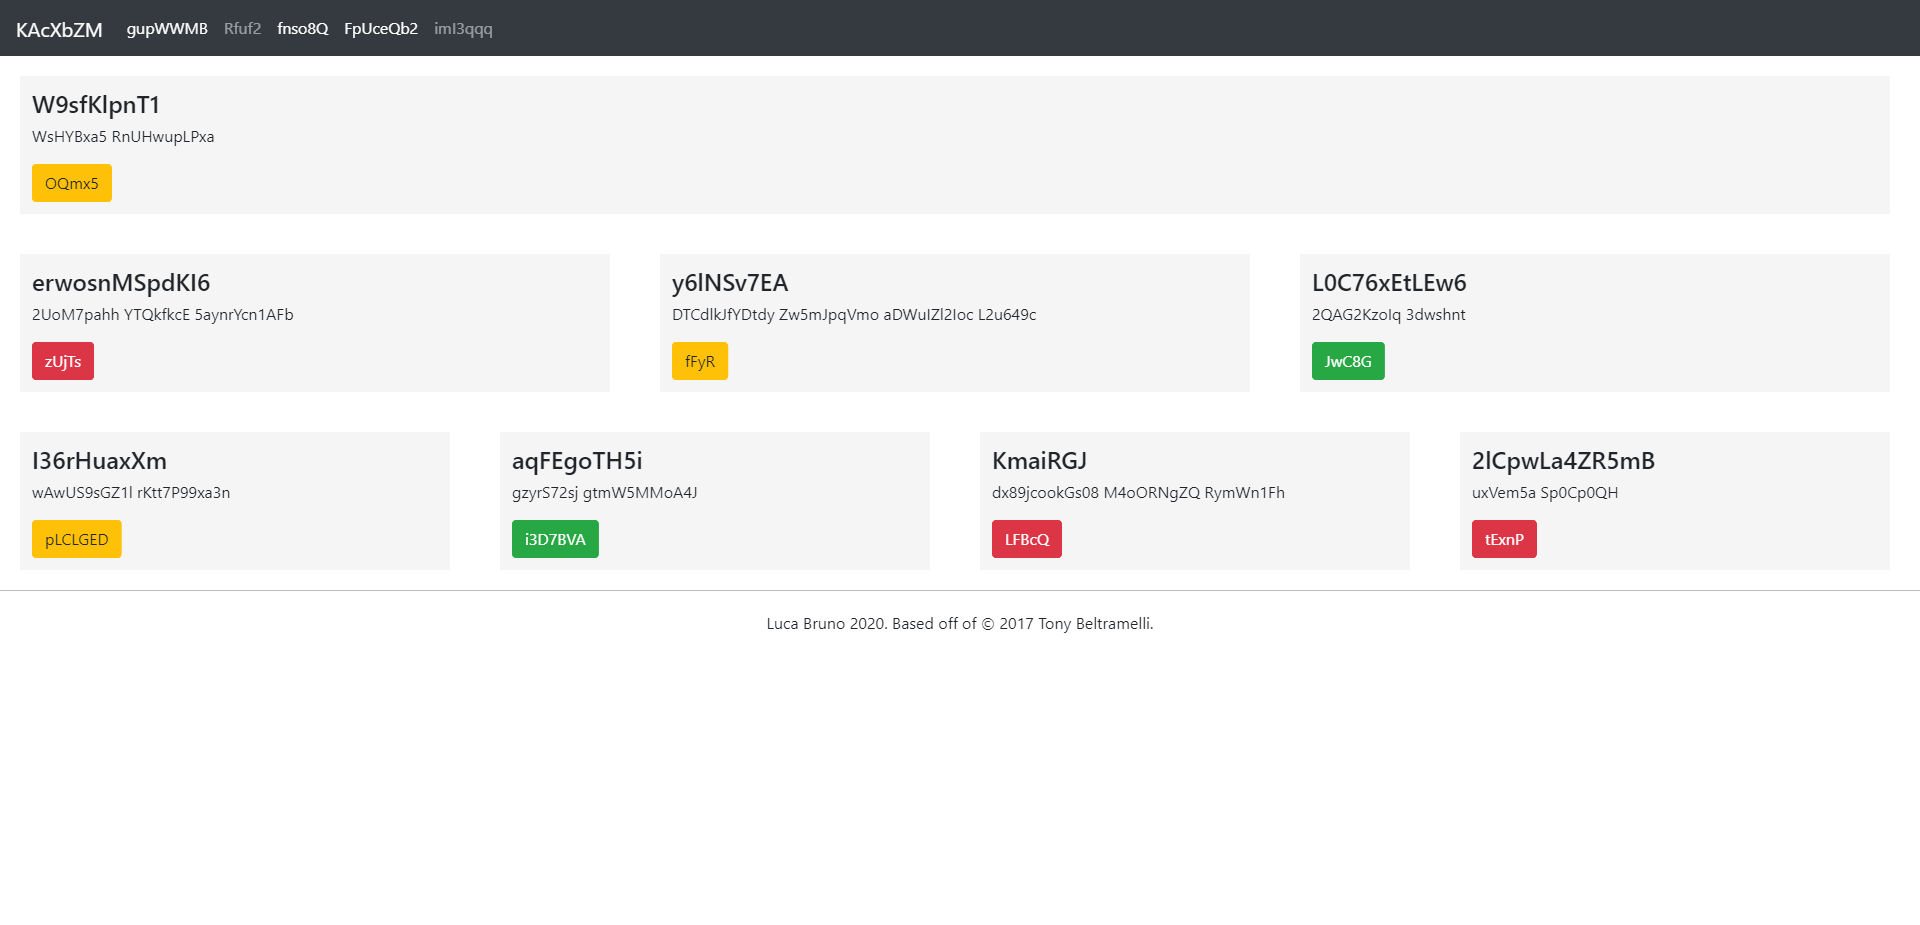 KAcXbZM gupWWMB Rfuf2 fnso8Q FpUceQb2 imI3qqq
W9sfKlpnT1
WsHYBxa5 RnUHwupLPxa
OQmx5
erwosnMSpdKI6
2UoM7pahh YTQkfkcE 5aynrYcn1AFb
zUjTs
y6lNSv7EA
DTCdlkJfYDtdy Zw5mJpqVmo aDWuIZl2Ioc L2u649c
fFyR
L0C76xEtLEw6
2QAG2KzoIq 3dwshnt
JwC8G
I36rHuaxXm
wAwUS9sGZ1l rKtt7P99xa3n
pLCLGED
aqFEgoTH5i
gzyrS72sj gtmW5MMoA4J
i3D7BVA
KmaiRGJ
dx89jcookGs08 M4oORNgZQ RymWn1Fh
LFBcQ
2lCpwLa4ZR5mB
uxVem5a Sp0Cp0QH
tExnP
Luca Bruno 2020. Based off of © 2017 Tony Beltramelli.